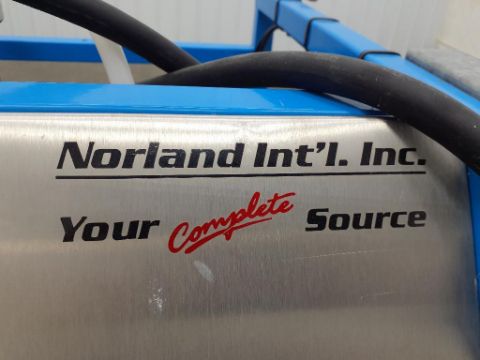 Norland Int'l. Inc.
Your Complete Source